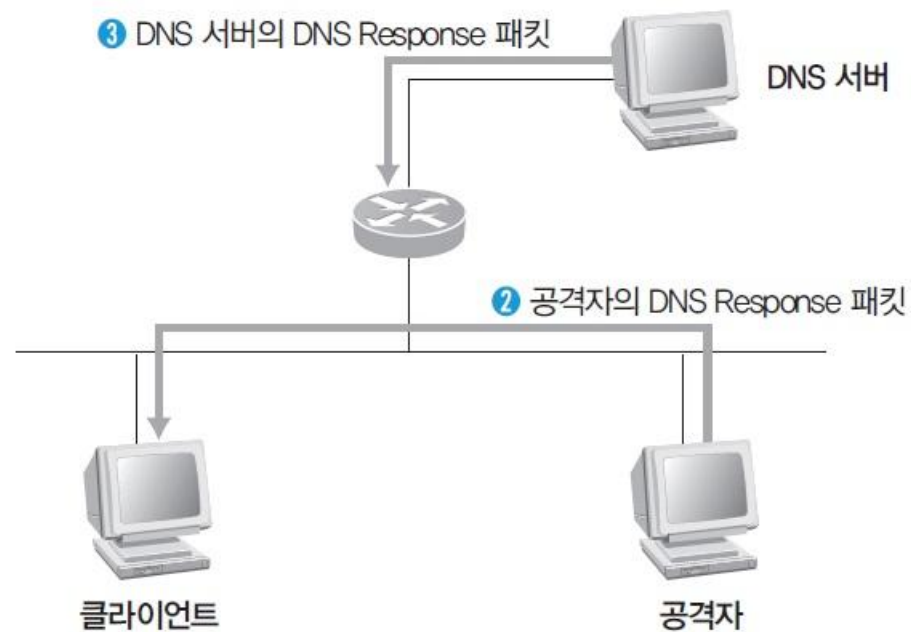 ❸ DNS 서버의 DNS Response 패킷
DNS 서버
❷ 공격자의 DNS Response 패킷
클라이언트
공격자